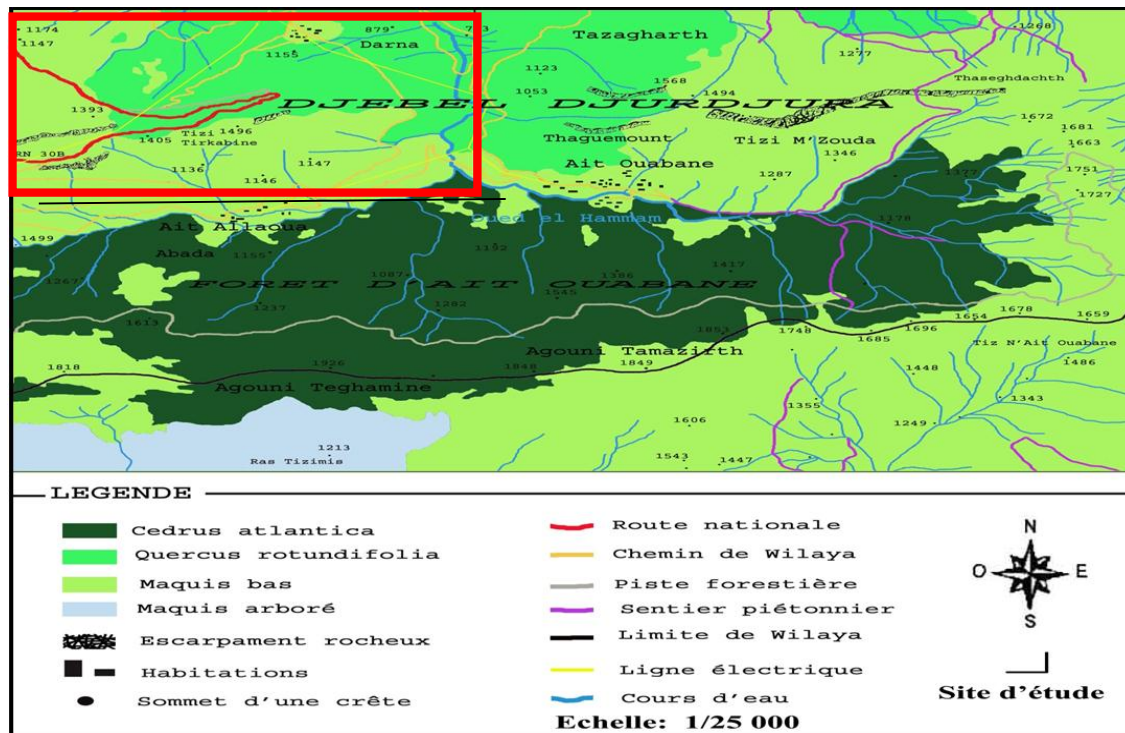 1174
1147
879
Darna
1155
753
Tazagharth
1268
1277
Thaseghdachth
1123
1568
1053
1494
1393
DJEBEL DJURDJURA
1672
1405
Tizi
Tirkabine
1496
Thaguemount
Tizi M'Zouda
1681
1663
RN 30B
1136
1147
1146
Ait Ouabane
1346
1287
1377
1751
1727
Oued el Hammam
1378
Ait Allaoua
1499
Abada
1155
1192
1267
1087
1386
1417
FORET D'AIT OUABANE
1237
1282
1545
1613
1853
1748
1685
1696
1654
1678
1659
Tiz N'Ait Ouabane
1486
1818
1926
Agouni Teghamine
1848
Agouni Tamazirth
1849
1448
1343
1355
1249
1606
1213
Ras Tizimis
1543
1447
LEGENDE
Cedrus atlantica
Quercus rotundifolia
Maquis bas
Maquis arboré
Escarpament rocheux
Habitations
Sommet d'une crête
Route nationale
Chemin de Wilaya
Piste forestière
Sentier piétonnier
Limite de Wilaya
Ligne électrique
Cours d'eau
Echelle: 1/25 000
N
O
E
S
Site d'étude